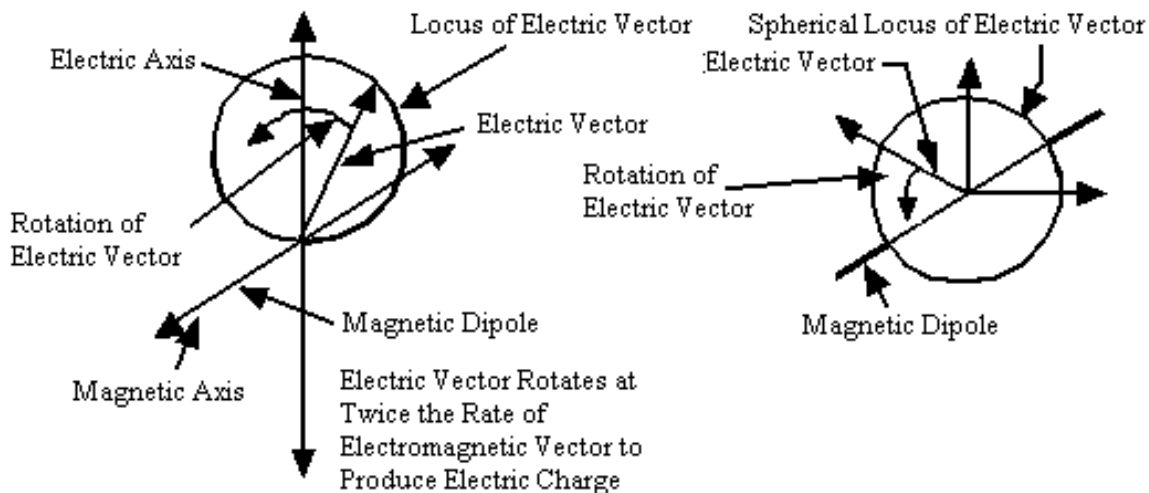 Electric Axis
Locus of Electric Vector
Electric Vector
Rotation of
Electric Vector
Magnetic Dipole
Magnetic Axis
Electric Vector Rotates at
Twice the Rate of
Electromagnetic Vector to
Produce Electric Charge
Spherical Locus of Electric Vector
Electric Vector
Rotation of
Electric Vector
Magnetic Dipole